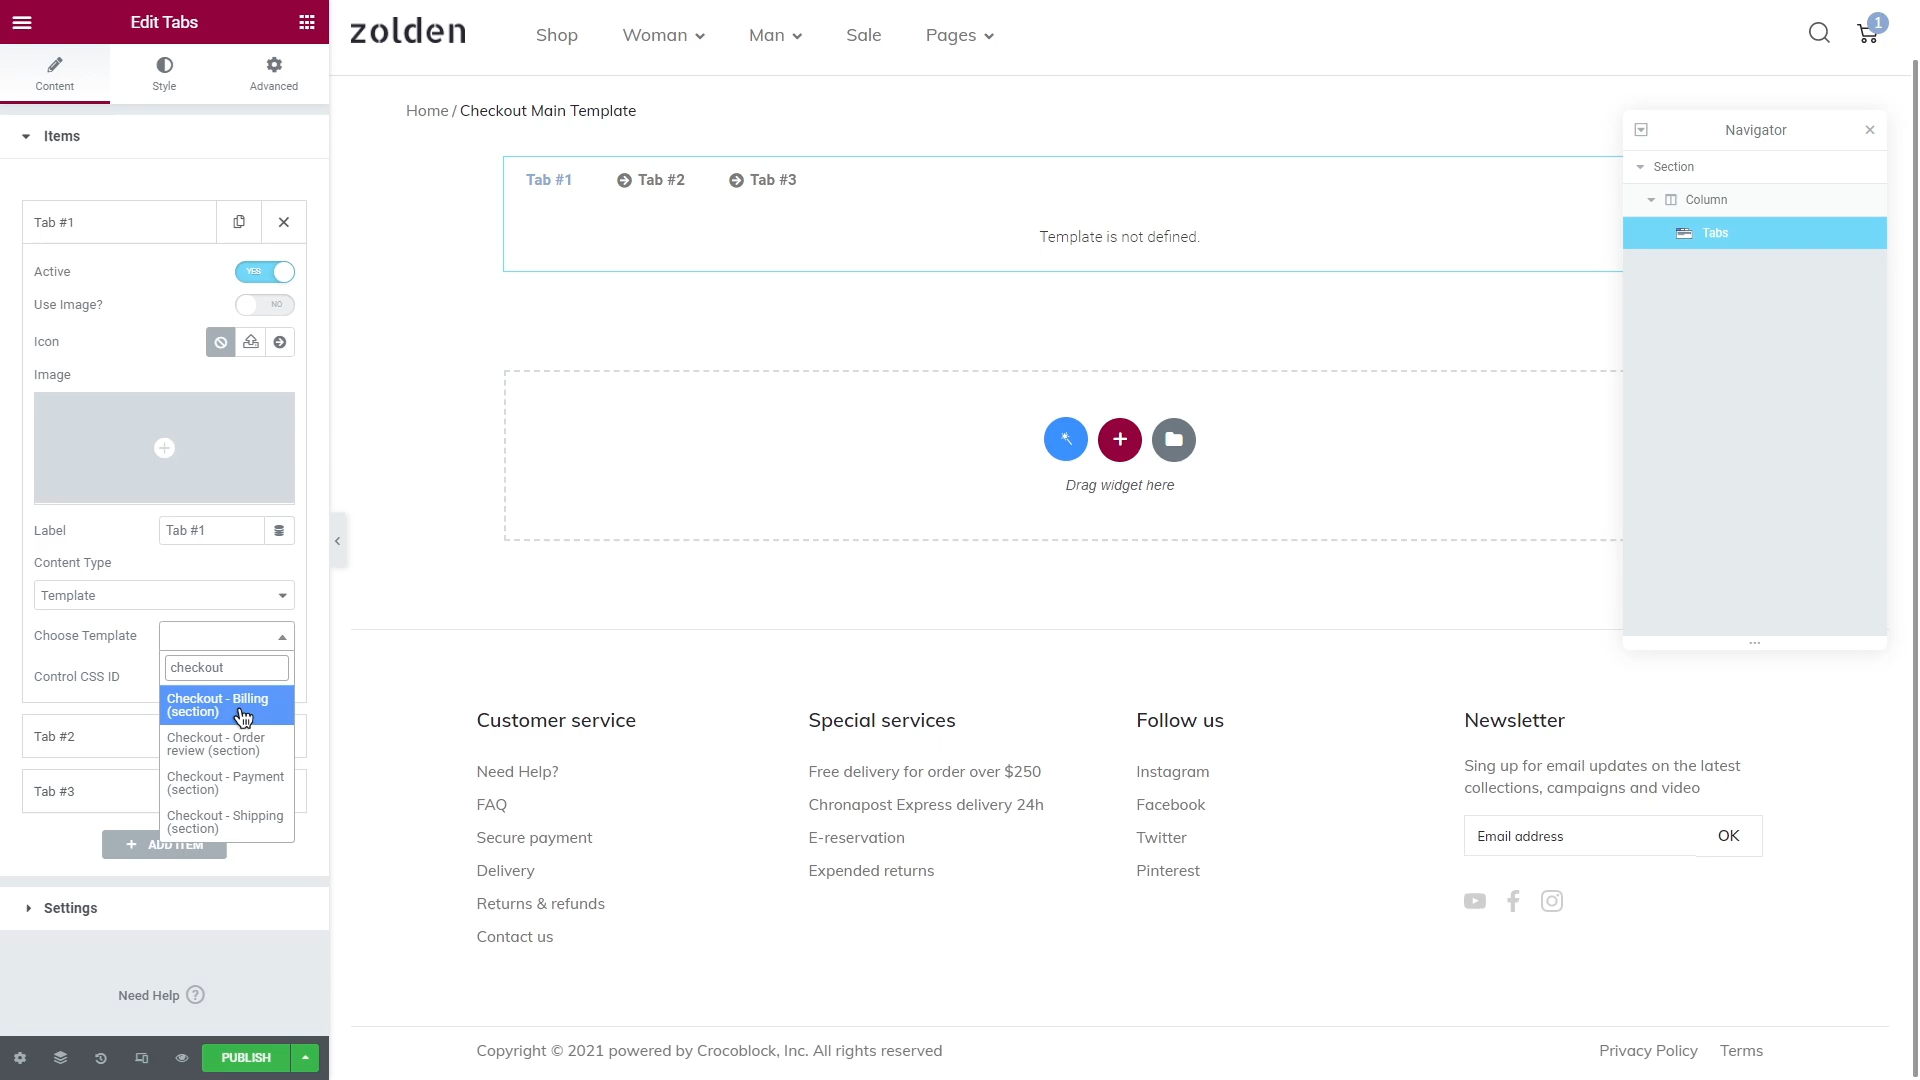 Edit Tabs
Content
Style
Advanced
Items
Tab #1
Active
YES
Use Image?
NO
Icon
Image
Label
Tab #1
Content Type
Template
Choose Template
checkout
Control CSS ID
Checkout - Billing
(section)
Checkout - Order
review (section)
Checkout - Payment
(section)
Checkout - Shipping
(section)
Tab #2
Tab #3
ADD ITEM
Settings
Need Help
PUBLISH
zolden
Shop
Woman
Man
Sale
Pages
1
Home / Checkout Main Template
Tab #1
Tab #2
Tab #3
Template is not defined.
Drag widget here
Navigator
Section
Column
Tabs
Customer service
Need Help?
FAQ
Secure payment
Delivery
Returns & refunds
Contact us
Special services
Free delivery for order over $250
Chronapost Express delivery 24h
E-reservation
Expended returns
Follow us
Instagram
Facebook
Twitter
Pinterest
Newsletter
Sing up for email updates on the latest
collections, campaigns and video
Email address
OK
Copyright © 2021 powered by Crocoblock, Inc. All rights reserved
Privacy Policy
Terms